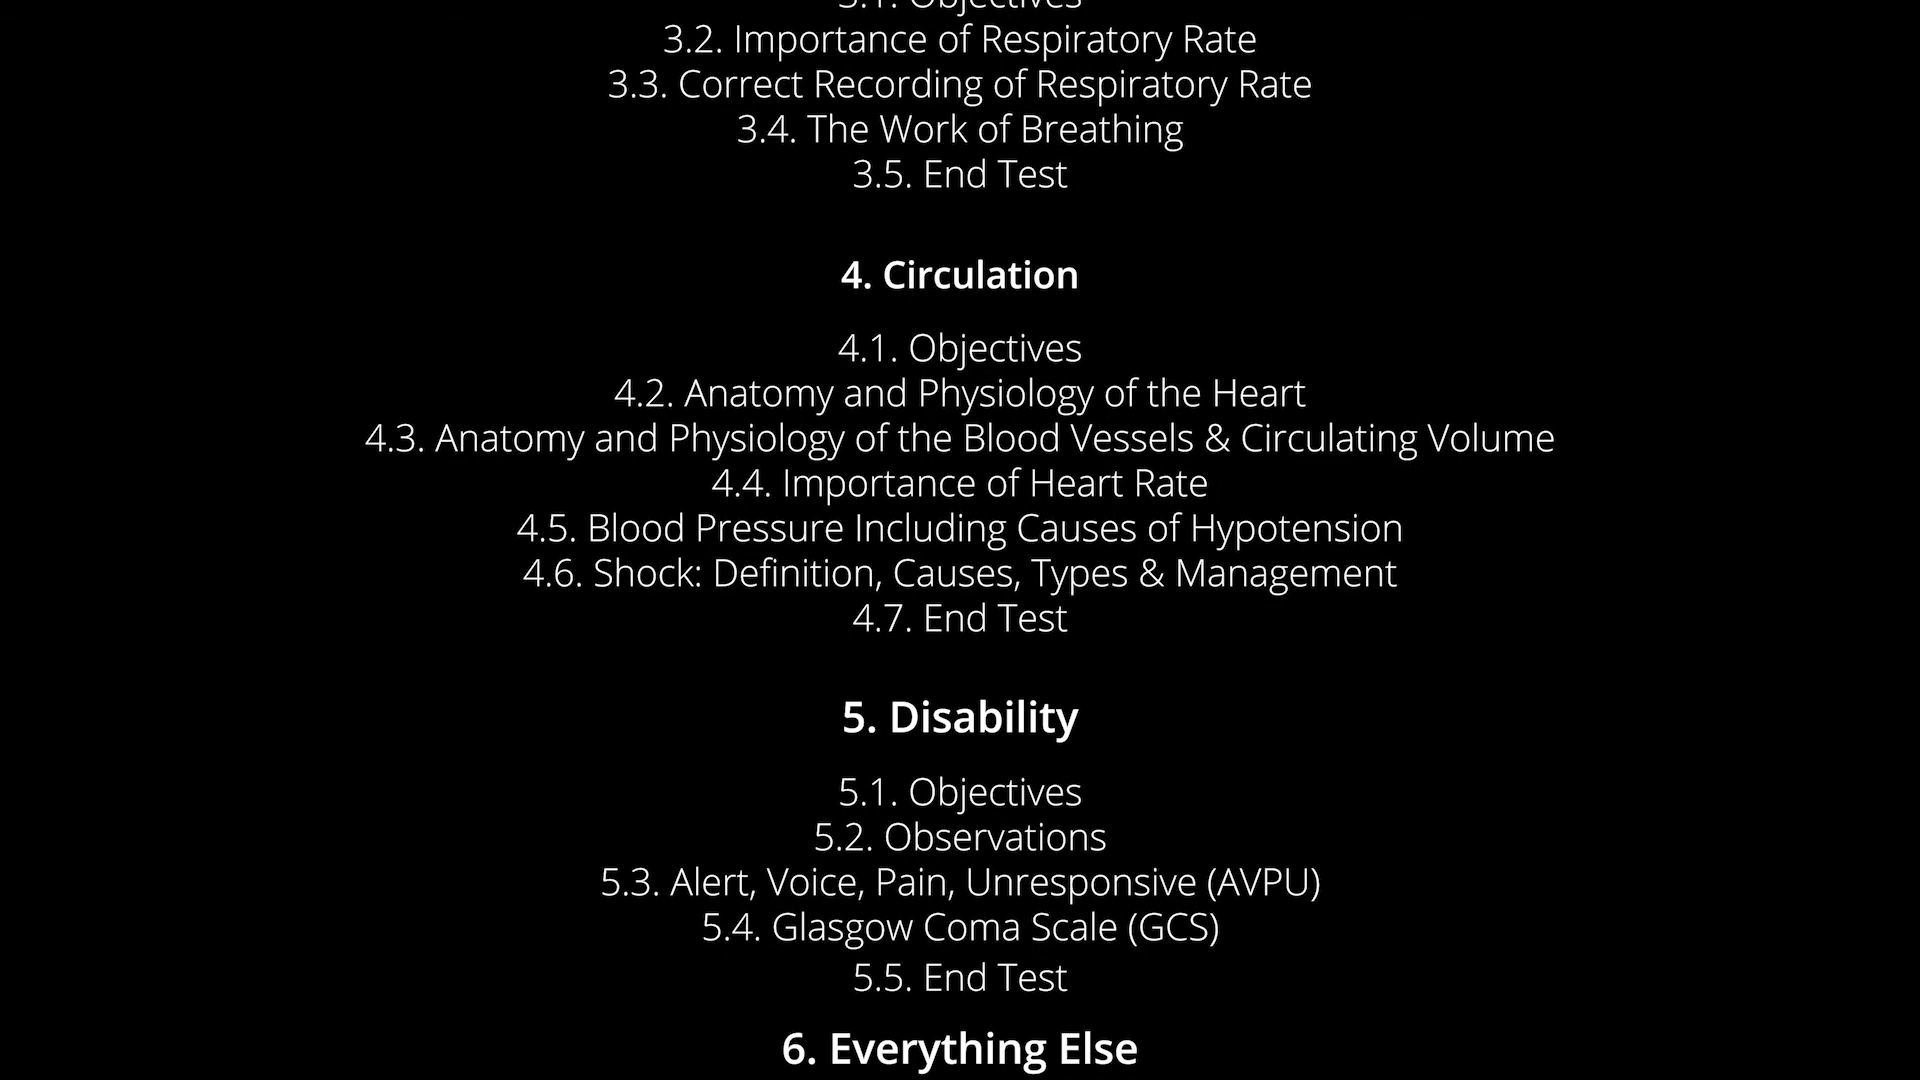 3.1. Objectives
3.2. Importance of Respiratory Rate
3.3. Correct Recording of Respiratory Rate
3.4. The Work of Breathing
3.5. End Test
4. Circulation
4.1. Objectives
4.2. Anatomy and Physiology of the Heart
4.3. Anatomy and Physiology of the Blood Vessels & Circulating Volume
4.4. Importance of Heart Rate
4.5. Blood Pressure Including Causes of Hypotension
4.6. Shock: Definition, Causes, Types & Management
4.7. End Test
5. Disability
5.1. Objectives
5.2. Observations
5.3. Alert, Voice, Pain, Unresponsive (AVPU)
5.4. Glasgow Coma Scale (GCS)
5.5. End Test
6. Everything Else